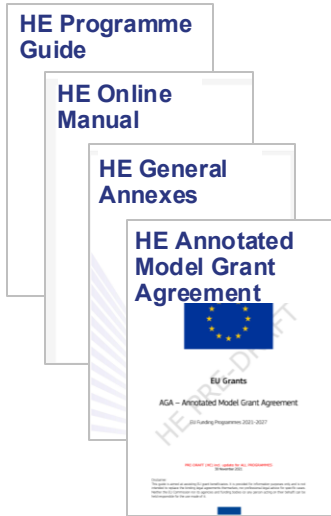 HE Programme
Guide
HE Online
Manual
HE General
Annexes
HE Annotated
Model Grant
Agreement
HE PRE-DRAFT
EU Grants
AGA – Annotated Model Grant Agreement
EU Funding Programmes 2021-2027